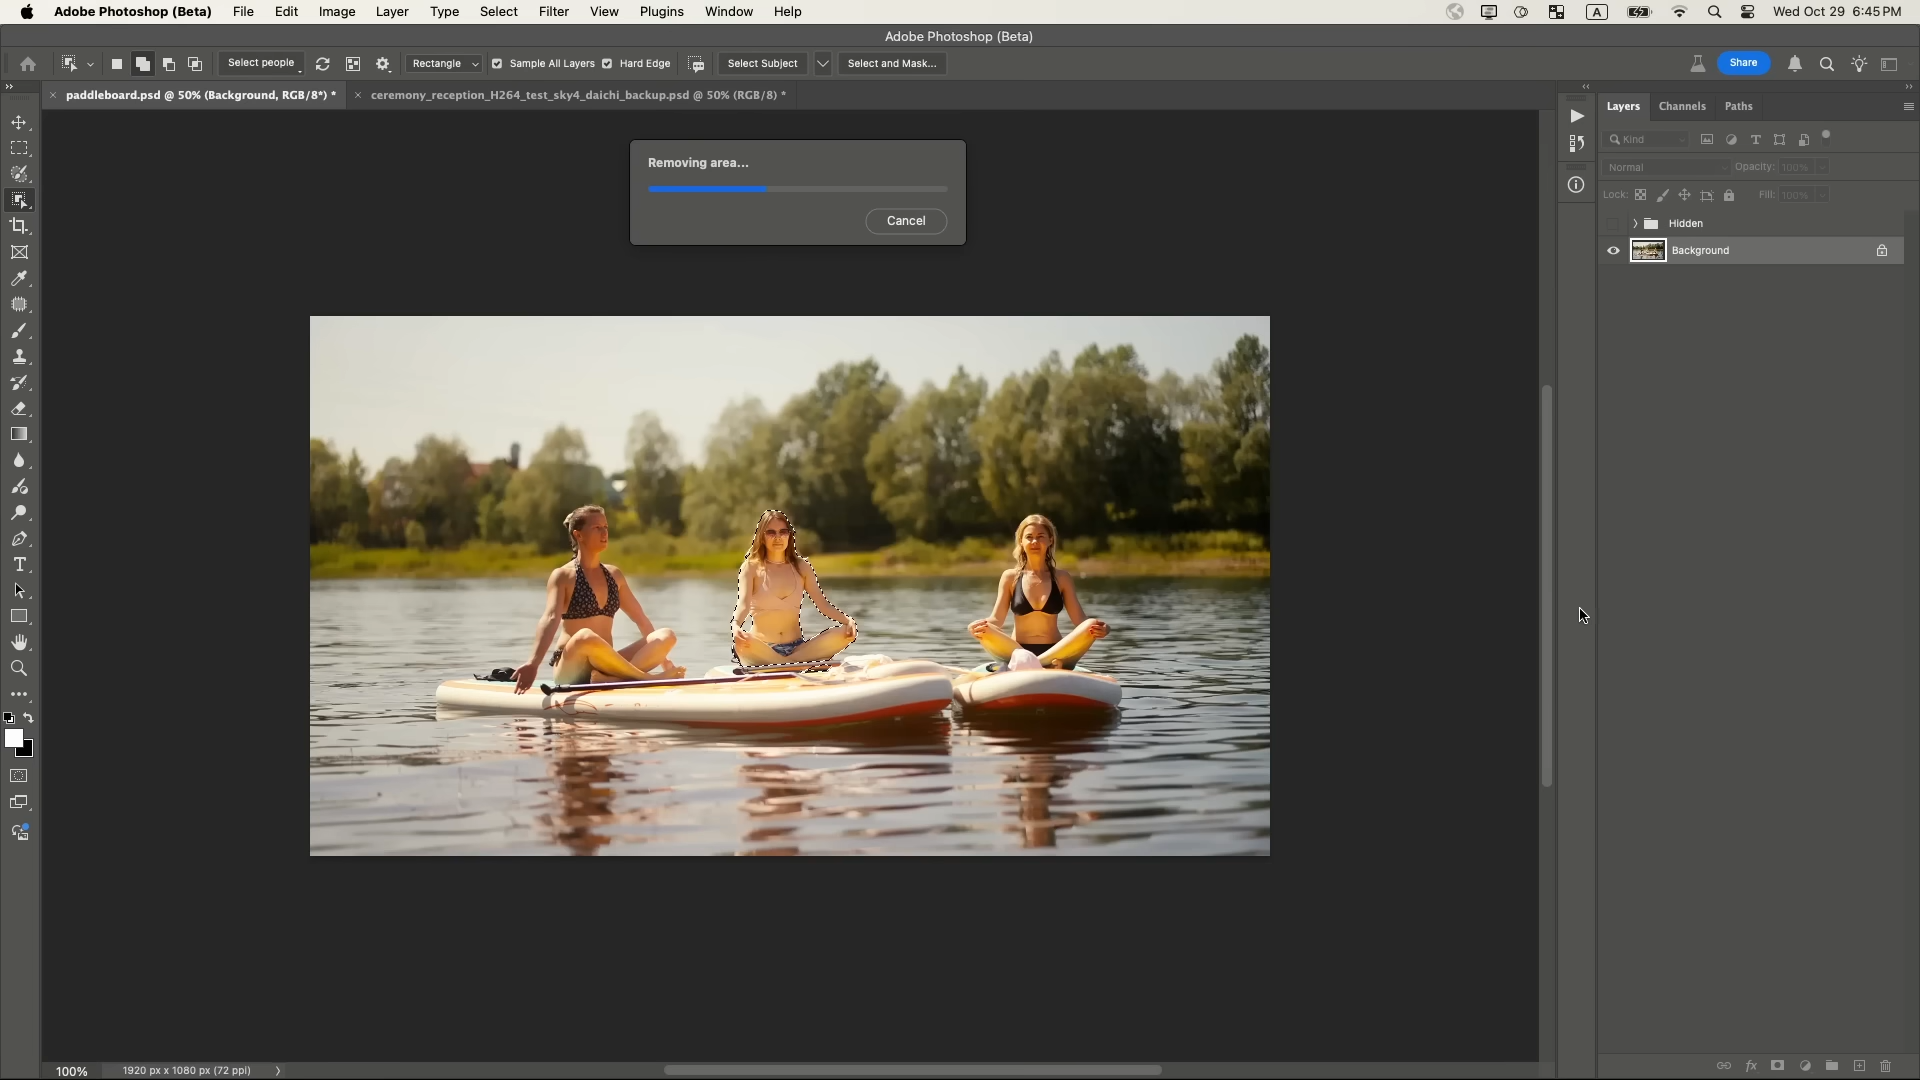 Adobe Photoshop (Beta) File Edit Image Layer Type Select Filter View Plugins Window Help A Wed Oct 29 6:45 PM
Adobe Photoshop (Beta)
Select people Rectangle Sample All Layers Hard Edge Select Subject Select and Mask... Share
paddleboard.psd @ 50% (Background, RGB/8*) * ceremony_reception_H264_test_sky4_daichi_backup.psd @ 50% (RGB/8) *
Layers Channels Paths
Kind
Normal Opacity: 100%
Lock: Fill: 100%
Hidden
Background
Removing area...
Cancel
100% 1920 px x 1080 px (72 ppi)